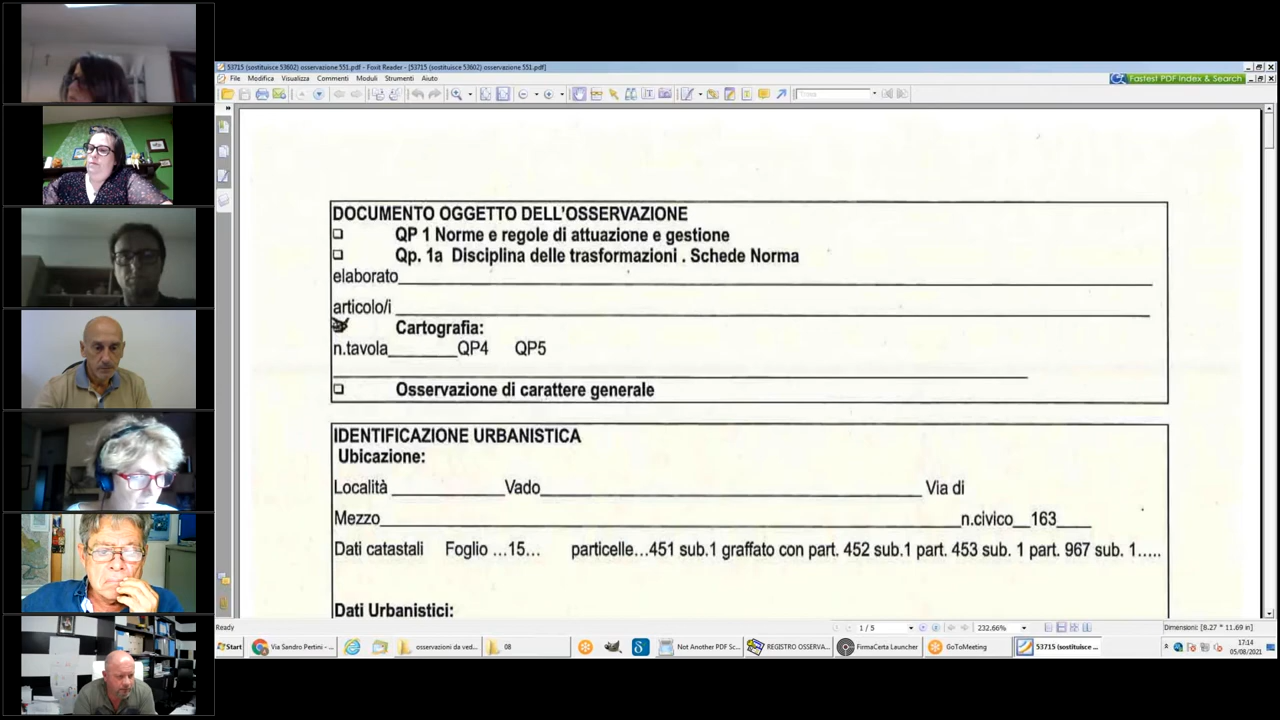 53715 (sostituisce 53602) osservazione 551.pdf - Foxit Reader - [53715 (sostituisce 53602) osservazione 551.pdf]
File Modifica Visualizza Commenti Moduli Strumenti Aiuto
Fastest PDF Index & Search
DOCUMENTO OGGETTO DELL'OSSERVAZIONE
QP 1 Norme e regole di attuazione e gestione
Qp. 1a Disciplina delle trasformazioni . Schede Norma
elaborato
articolo/i
Cartografia:
n.tavola________QP4 QP5
Osservazione di carattere generale
IDENTIFICAZIONE URBANISTICA
Ubicazione:
Località ____________Vado____________ Via di
Mezzo____________n.civico__163____
Dati catastali Foglio ...15... particelle...451 sub.1 graffato con part. 452 sub.1 part. 453 sub. 1 part. 967 sub. 1.....
Dati Urbanistici:
Ready
1 / 5
232.66%
Dimensioni: [8.27 * 11.69 in]
Start
Via Sandro Pertini - ...
osservazioni da ved...
08
Not Another PDF Sc...
REGISTRO OSSERVA...
FirmaCerta Launcher
GoToMeeting
53715 (sostituisce ...
17:14
05/08/2021